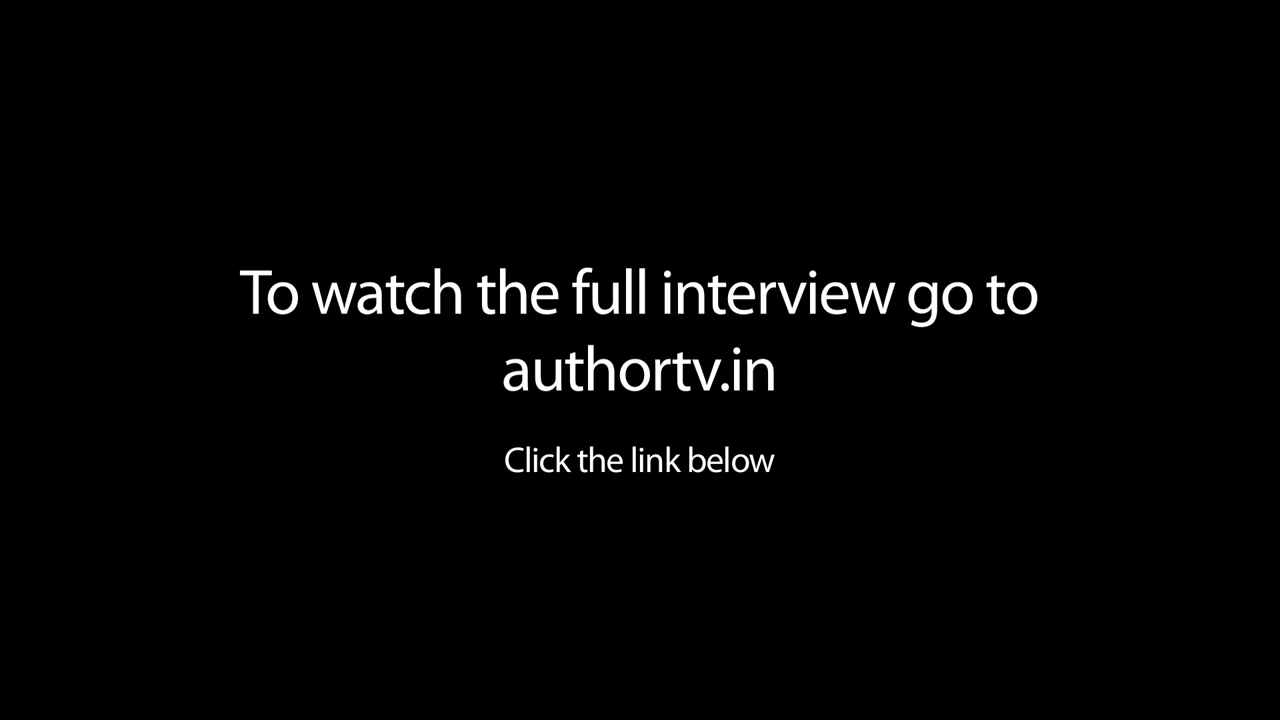 To watch the full interview go to
authortv.in
Click the link below